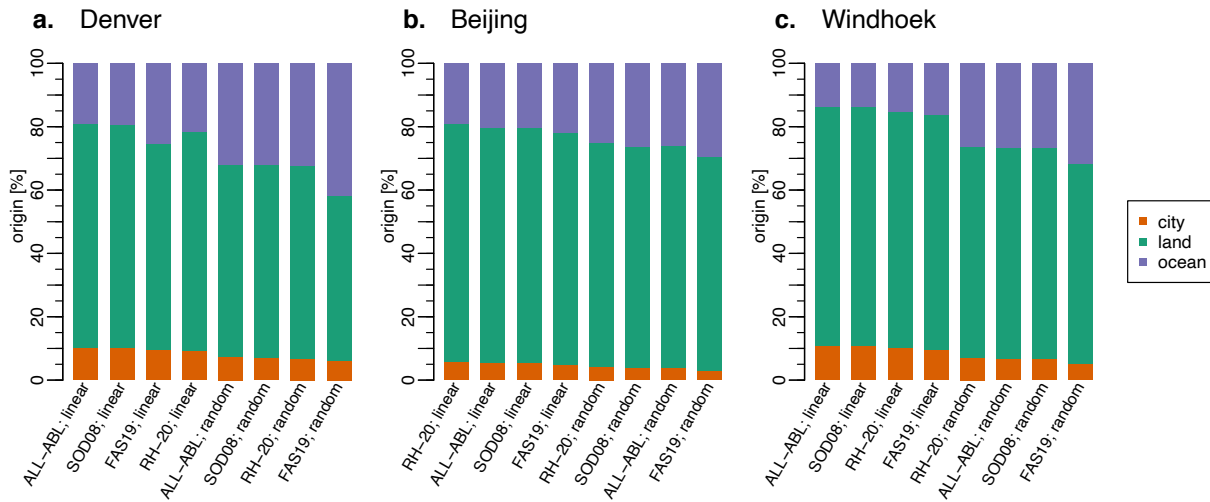 a. Denver
origin [%]
0 20 40 60 80 100
ALL−ABL; linear
SOD08; linear
FAS19; linear
RH−20; linear
ALL−ABL; random
SOD08; random
RH−20; random
FAS19; random
b. Beijing
origin [%]
0 20 40 60 80 100
RH−20; linear
ALL−ABL; linear
SOD08; linear
FAS19; linear
RH−20; random
SOD08; random
ALL−ABL; random
FAS19; random
c. Windhoek
origin [%]
0 20 40 60 80 100
ALL−ABL; linear
SOD08; linear
RH−20; linear
FAS19; linear
RH−20; random
ALL−ABL; random
SOD08; random
FAS19; random
city
land
ocean